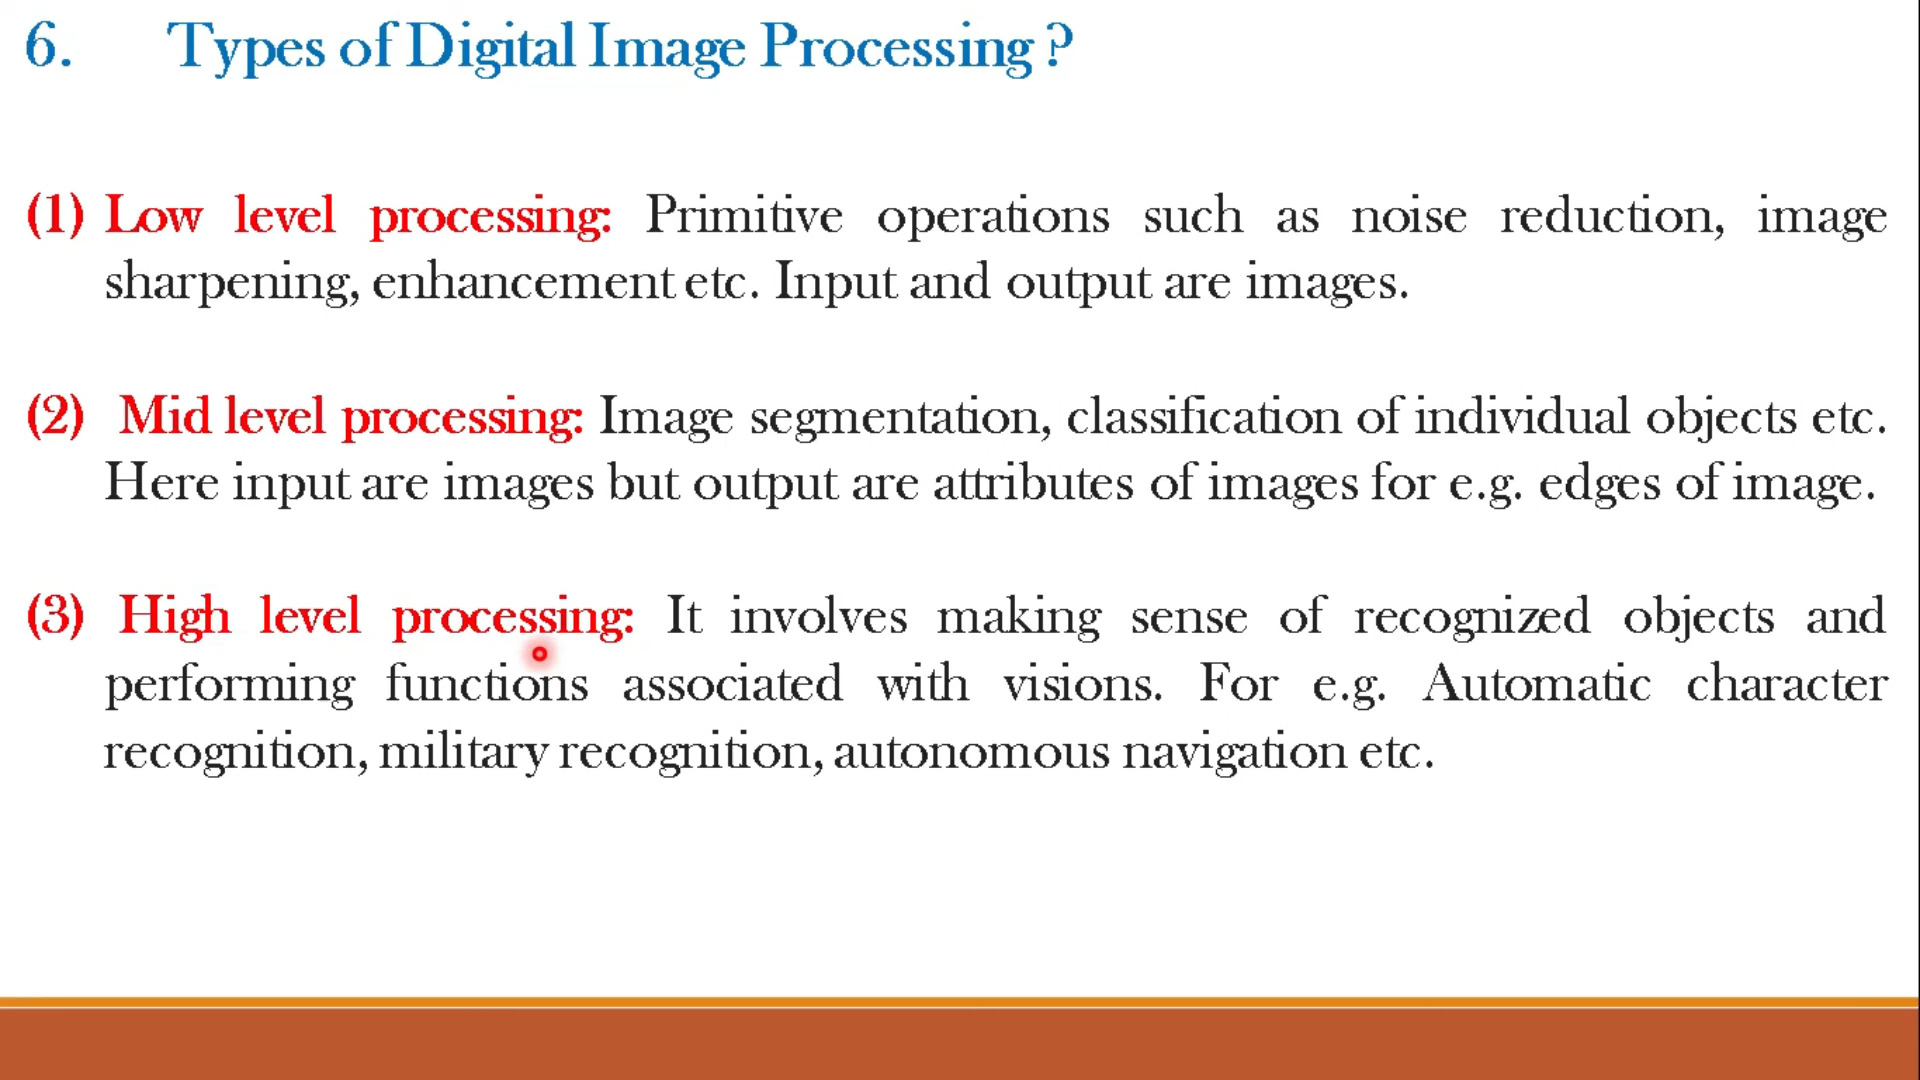 6. Types of Digital Image Processing ?
(1) Low level processing: Primitive operations such as noise reduction, image
sharpening, enhancement etc. Input and output are images.
(2) Mid level processing: Image segmentation, classification of individual objects etc.
Here input are images but output are attributes of images for e.g. edges of image.
(3) High level processing: It involves making sense of recognized objects and
performing functions associated with visions. For e.g. Automatic character
recognition, military recognition, autonomous navigation etc.